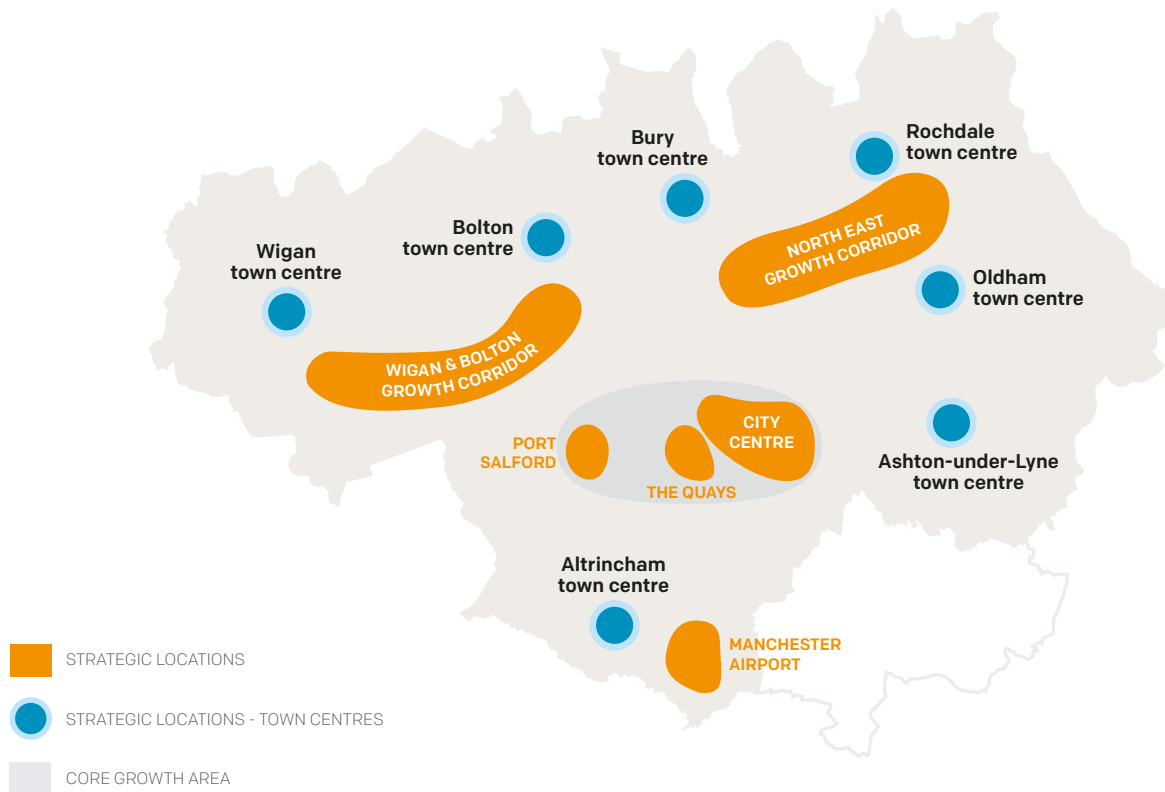 Bury
town centre
Rochdale
town centre
Bolton
town centre
Wigan
town centre
NORTH EAST
GROWTH CORRIDOR
Oldham
town centre
WIGAN & BOLTON
GROWTH CORRIDOR
CITY
CENTRE
PORT
SALFORD
THE QUAYS
Ashton-under-Lyne
town centre
Altrincham
town centre
MANCHESTER
AIRPORT
STRATEGIC LOCATIONS
STRATEGIC LOCATIONS - TOWN CENTRES
CORE GROWTH AREA